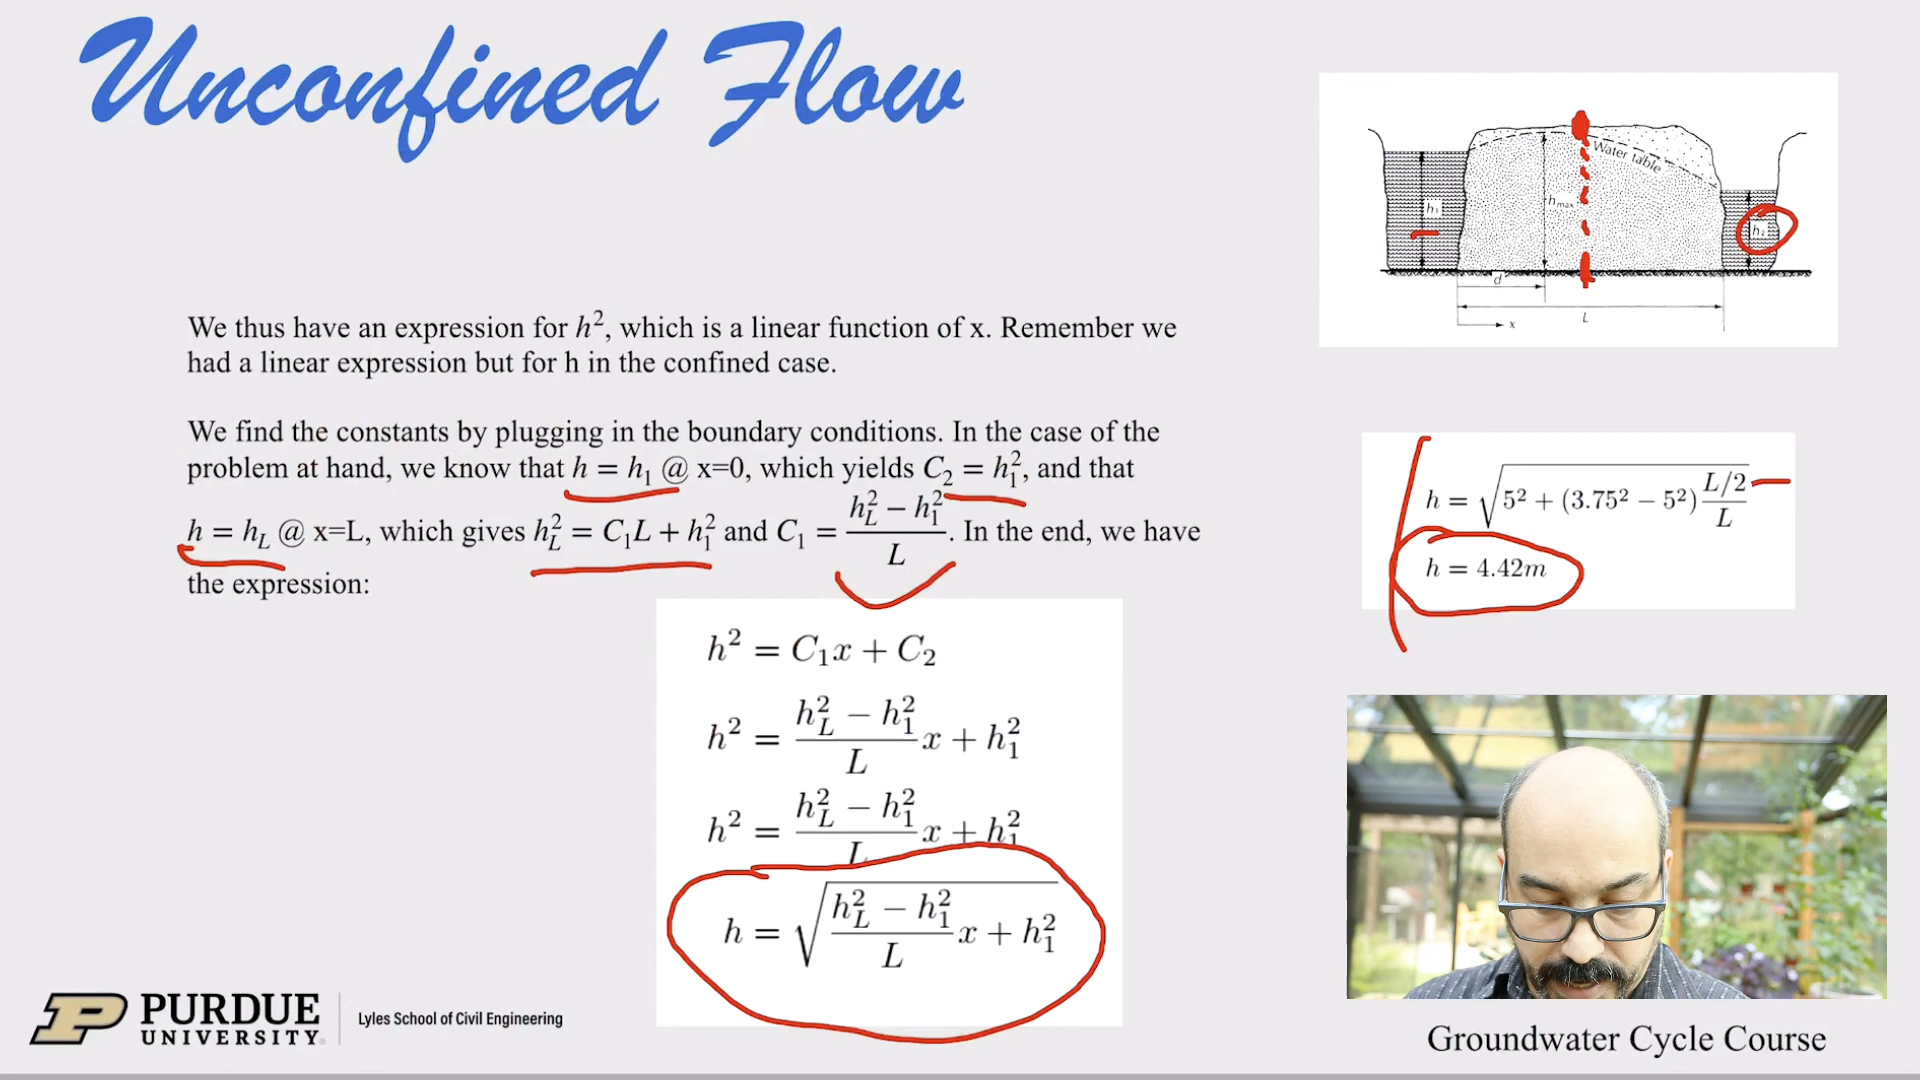 Unconfined Flow
We thus have an expression for h², which is a linear function of x. Remember we
had a linear expression but for h in the confined case.
We find the constants by plugging in the boundary conditions. In the case of the
problem at hand, we know that h = h₁ @ x=0, which yields C₂ = h₁², and that
h = h_L @ x=L, which gives h_L² = C₁L + h₁² and C₁ = (h_L² − h₁²)/L. In the end, we have
the expression:
h² = C₁x + C₂
h² = (h_L² − h₁²)/L x + h₁²
h² = (h_L² − h₁²)/L x + h₁²
h = √((h_L² − h₁²)/L x + h₁²)
Water table
h₁
h_max
h₂
d
L
x
h = √(5² + (3.75² − 5²) (L/2)/L)
h = 4.42m
PURDUE
UNIVERSITY®
Lyles School of Civil Engineering
Groundwater Cycle Course